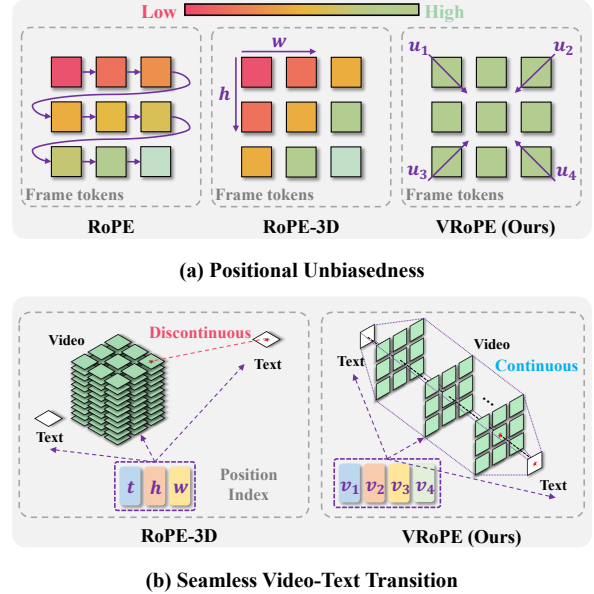 Low High
w
h
u1 u2
u3
u4
Frame tokens Frame tokens Frame tokens
RoPE RoPE-3D VRoPE (Ours)
(a) Positional Unbiasedness
Video Discontinuous
Text
Text
t h w
Position
Index
RoPE-3D
Text
Video
Continuous
...
Text
v1 v2 v3 v4
VRoPE (Ours)
(b) Seamless Video-Text Transition